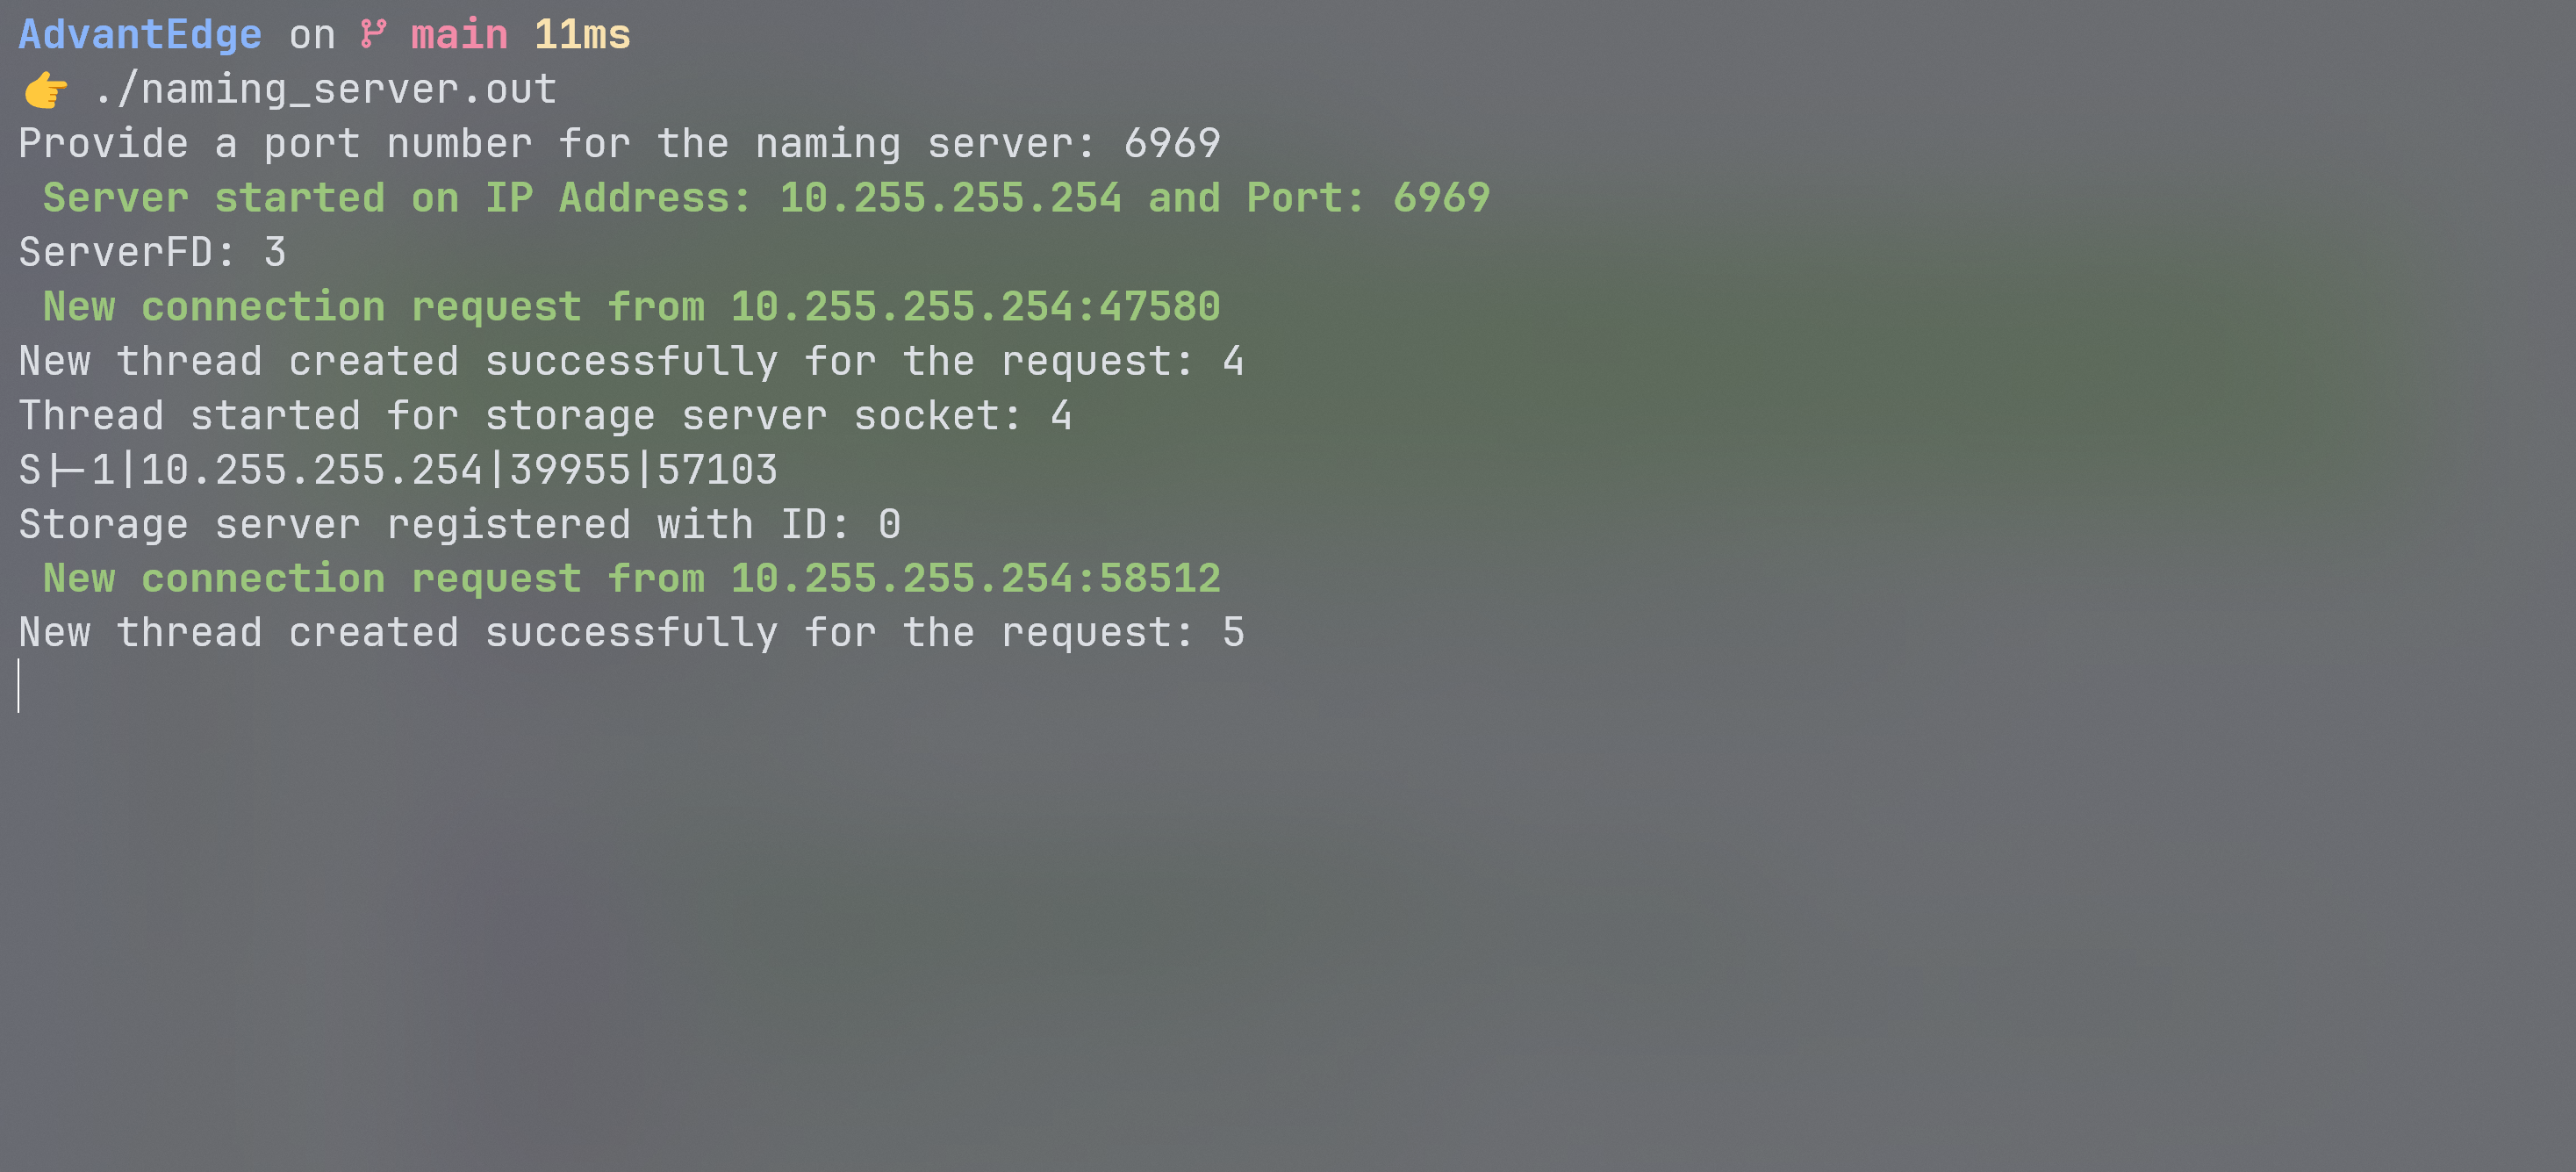 AdvantEdge on main 11ms
👉 ./naming_server.out
Provide a port number for the naming server: 6969
Server started on IP Address: 10.255.255.254 and Port: 6969
ServerFD: 3
New connection request from 10.255.255.254:47580
New thread created successfully for the request: 4
Thread started for storage server socket: 4
S|-1|10.255.255.254|39955|57103
Storage server registered with ID: 0
New connection request from 10.255.255.254:58512
New thread created successfully for the request: 5